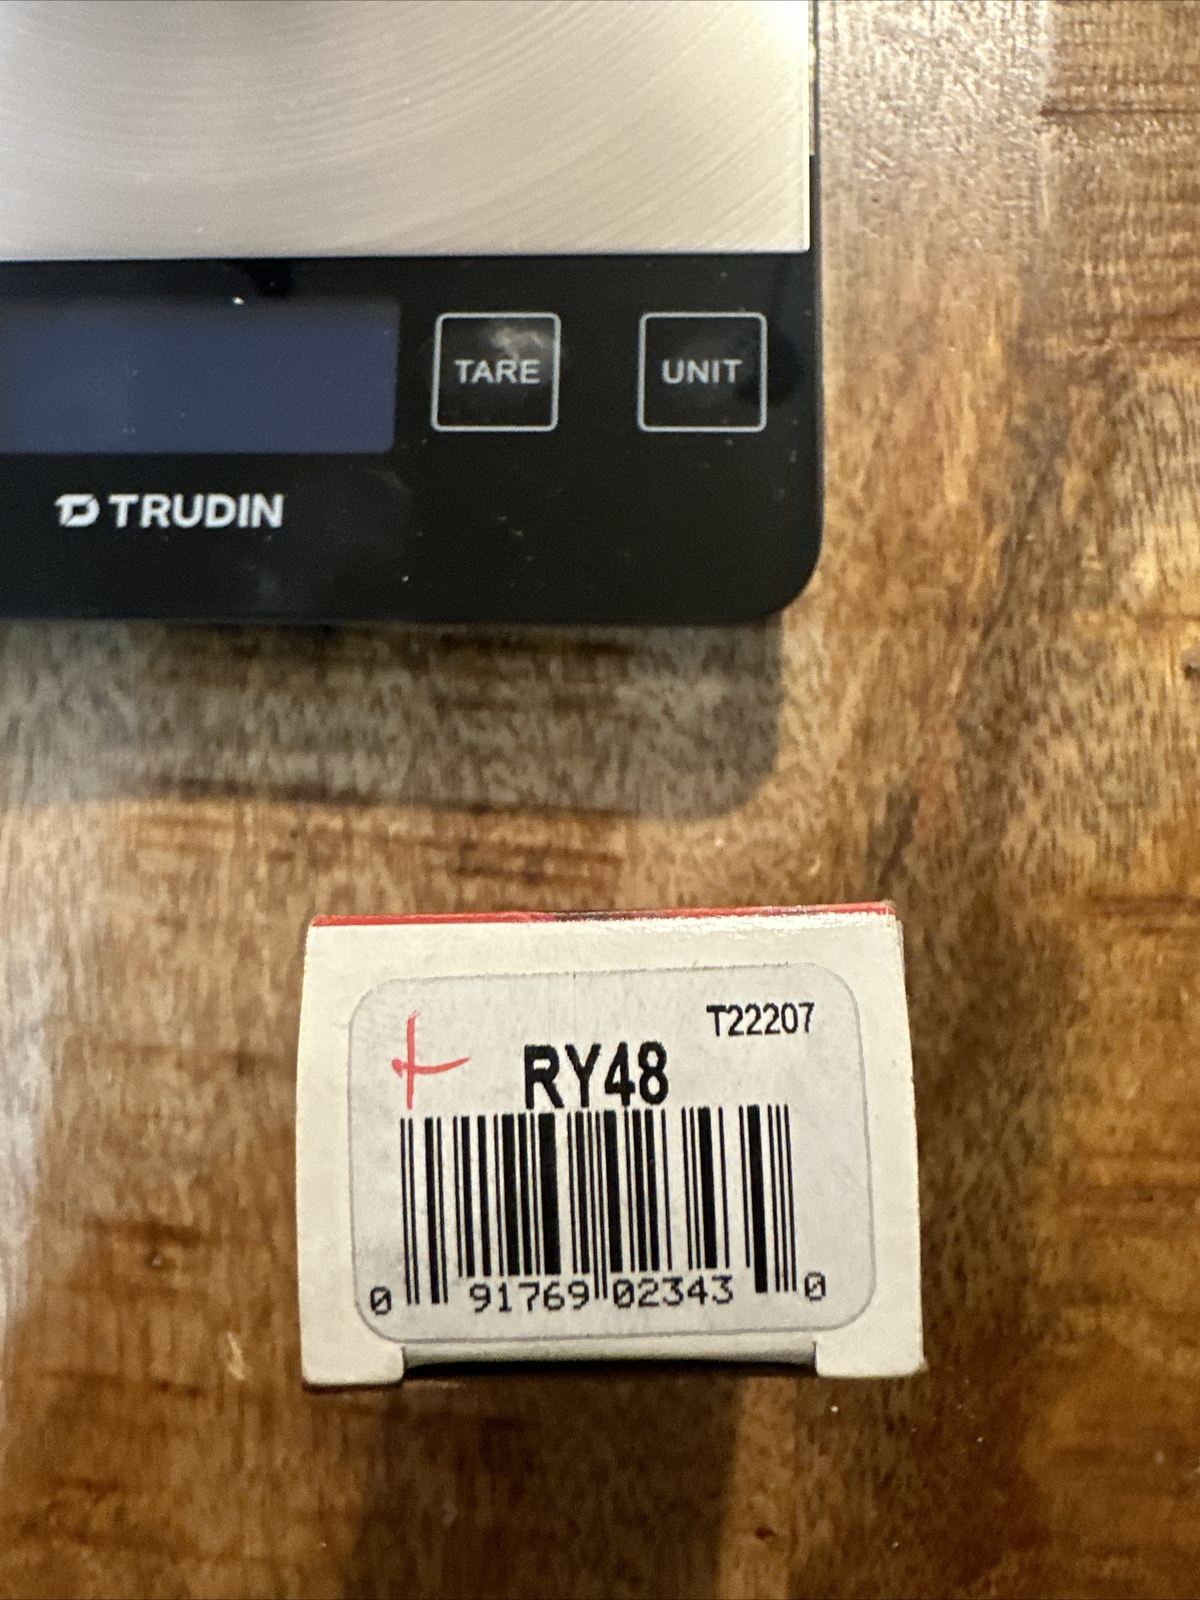 TARE
UNIT
TRUDIN
T22207
RY48
0 91769 02343 0